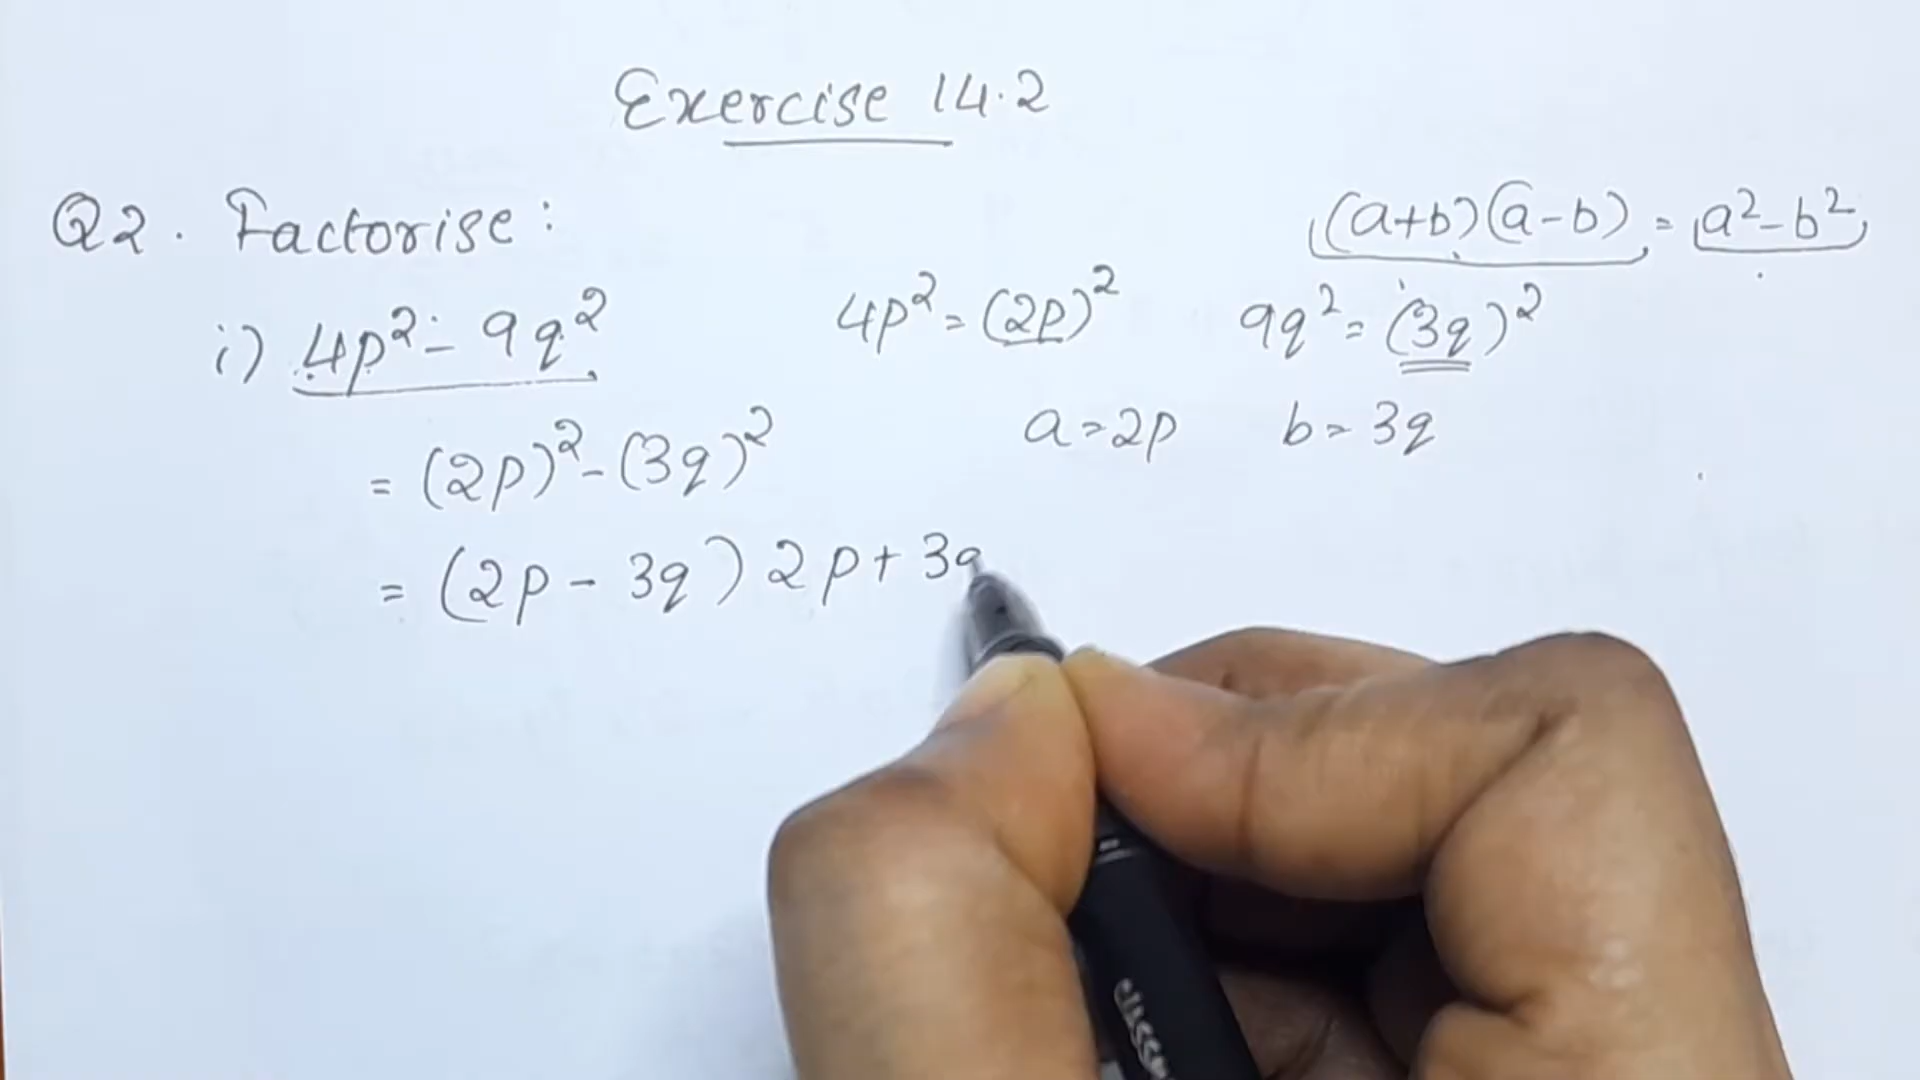 Exercise 14.2
Q2. Factorise:
(a+b)(a-b) = a²-b²
i) 4p² - 9q²
4p² = (2p)²
9q² = (3q)²
= (2p)² - (3q)²
a = 2p
b = 3q
= (2p - 3q) 2p + 3q